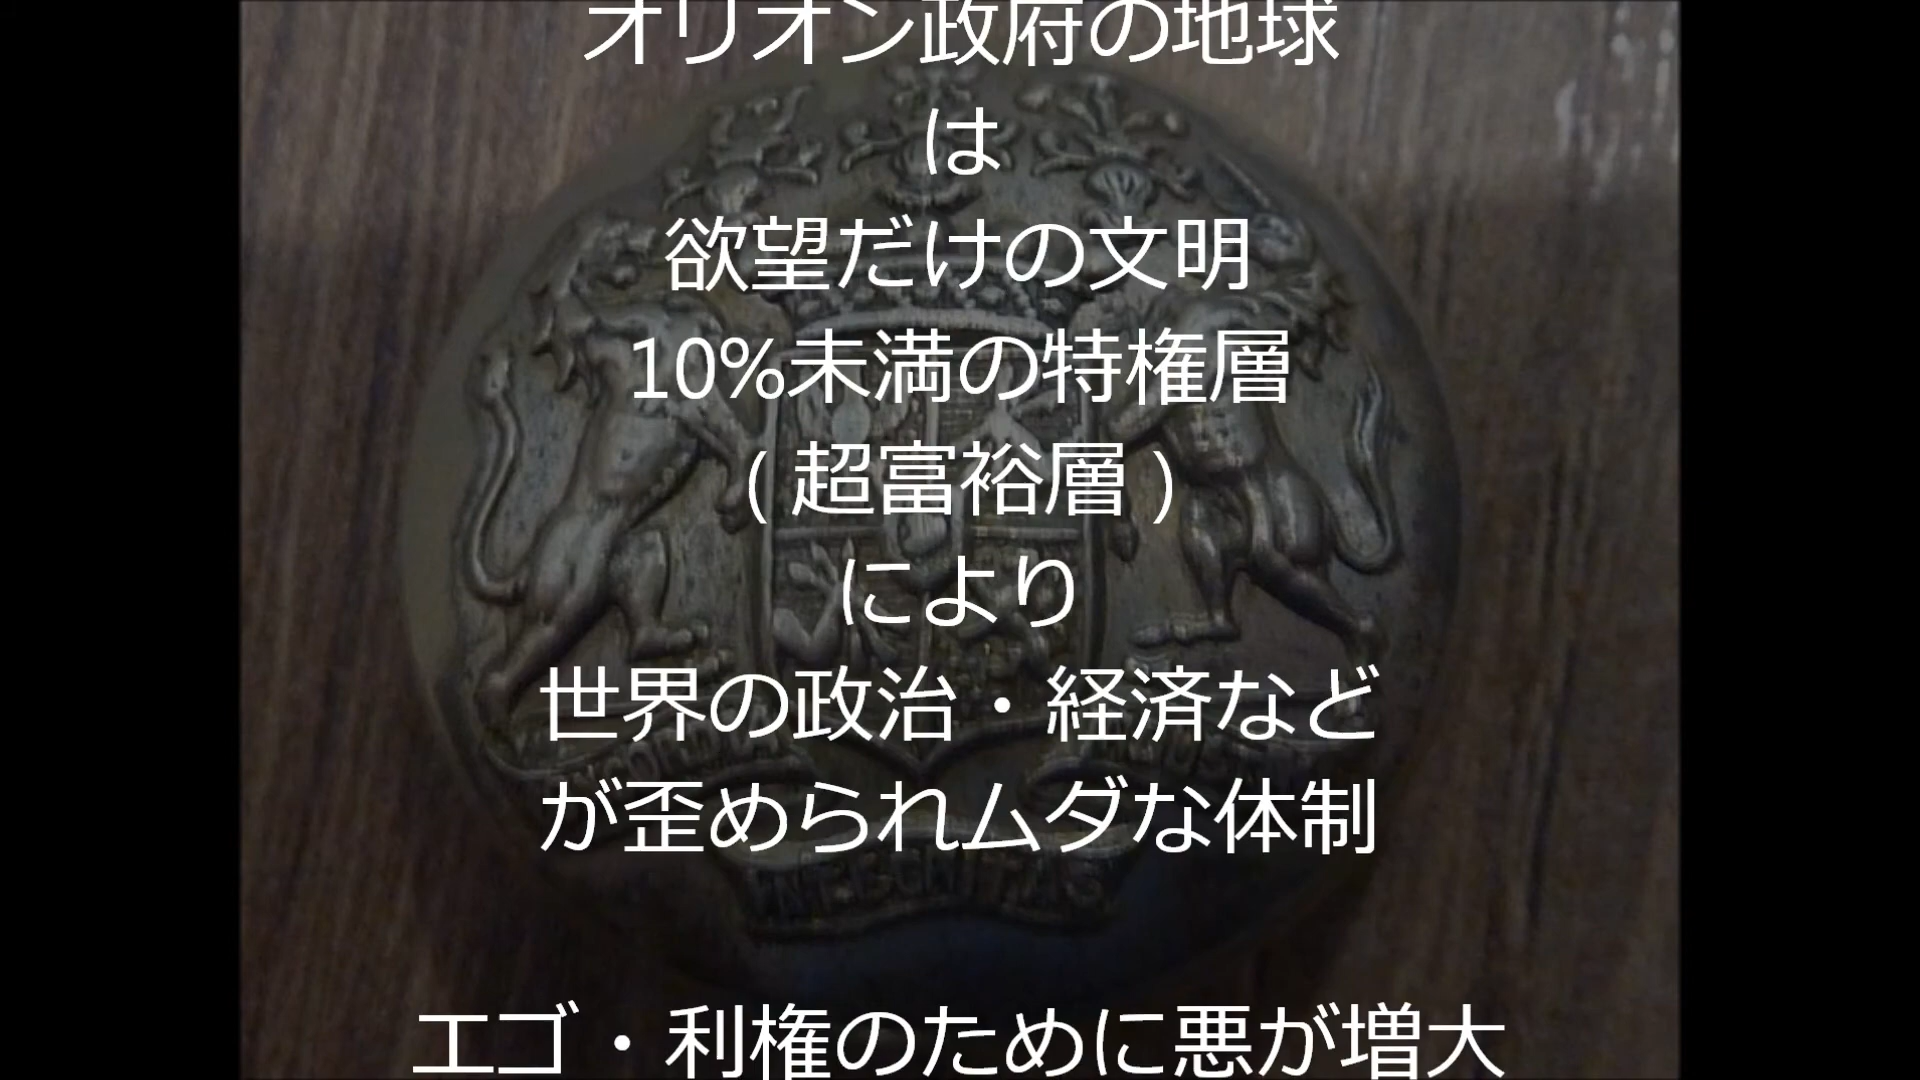 オリオン政府の地球
は
欲望だけの文明
10%未満の特権層
( 超富裕層 )
により
世界の政治・経済など
が歪められムダな体制
INTEGRITAS
エゴ・利権のために悪が増大